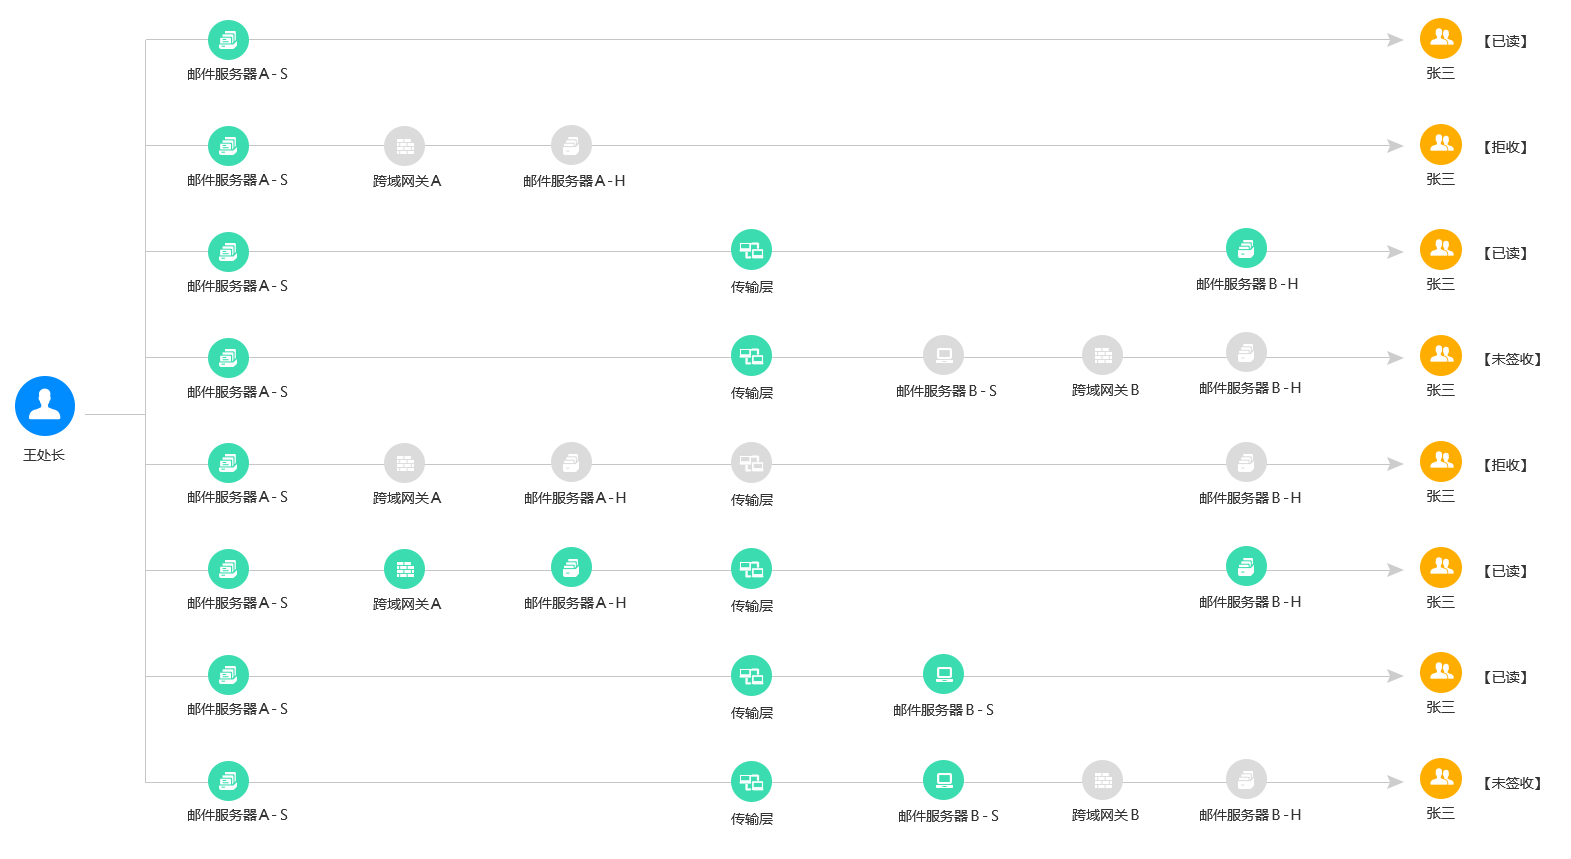 【已读】
邮件服务器A-S
张三
【拒收】
邮件服务器A-S
跨域网关A
邮件服务器A-H
张三
【已读】
邮件服务器A-S
传输层
邮件服务器B-H
张三
【未签收】
邮件服务器A-S
传输层
邮件服务器B-S
跨域网关B
邮件服务器B-H
张三
王处长
【拒收】
邮件服务器A-S
跨域网关A
邮件服务器A-H
传输层
邮件服务器B-H
张三
【已读】
邮件服务器A-S
跨域网关A
邮件服务器A-H
传输层
邮件服务器B-H
张三
【已读】
邮件服务器A-S
传输层
邮件服务器B-S
张三
【未签收】
邮件服务器A-S
传输层
邮件服务器B-S
跨域网关B
邮件服务器B-H
张三